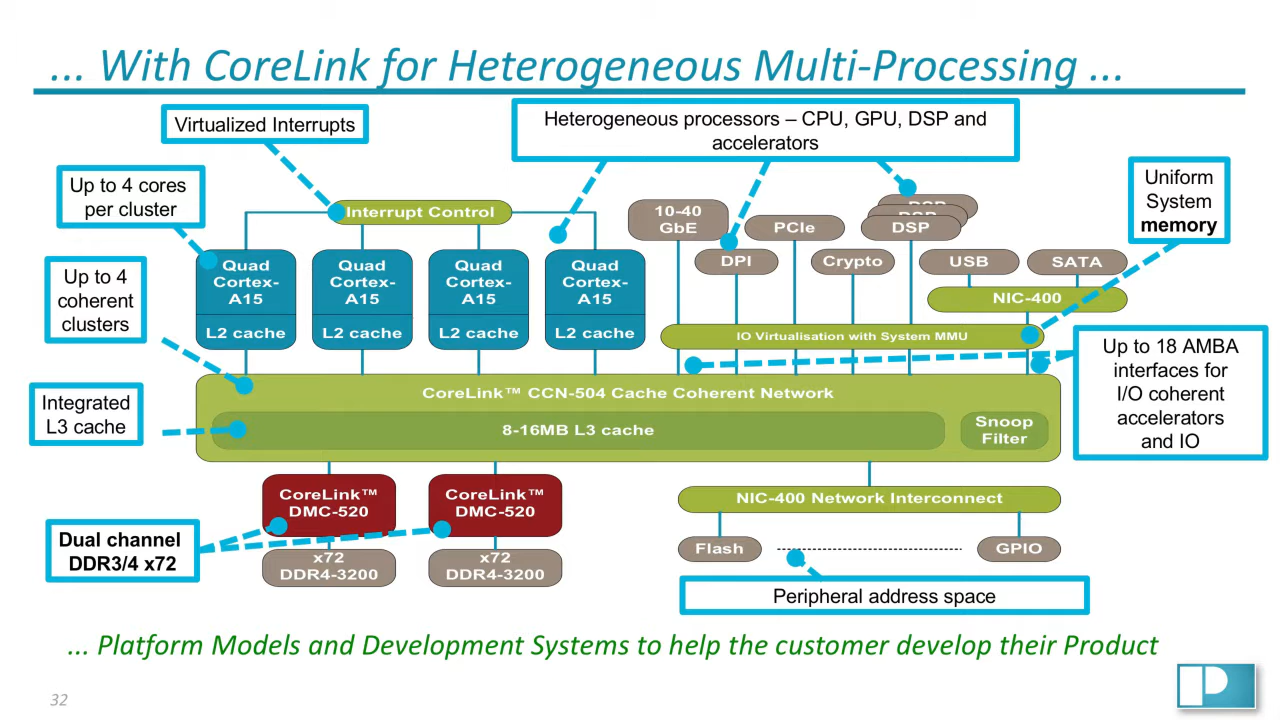 ... With CoreLink for Heterogeneous Multi-Processing ...
Virtualized Interrupts
Heterogeneous processors – CPU, GPU, DSP and
accelerators
Up to 4 cores
per cluster
Uniform
System
memory
Interrupt Control
10-40
GbE
PCIe
DSP
DSP
DSP
DPI
Crypto
USB
SATA
Quad
Cortex-
A15
L2 cache
Quad
Cortex-
A15
L2 cache
Quad
Cortex-
A15
L2 cache
Quad
Cortex-
A15
L2 cache
Up to 4
coherent
clusters
NIC-400
IO Virtualisation with System MMU
Up to 18 AMBA
interfaces for
I/O coherent
accelerators
and IO
Integrated
L3 cache
CoreLink™ CCN-504 Cache Coherent Network
8-16MB L3 cache
Snoop
Filter
CoreLink™
DMC-520
CoreLink™
DMC-520
NIC-400 Network Interconnect
Dual channel
DDR3/4 x72
x72
DDR4-3200
x72
DDR4-3200
Flash
GPIO
Peripheral address space
... Platform Models and Development Systems to help the customer develop their Product
32